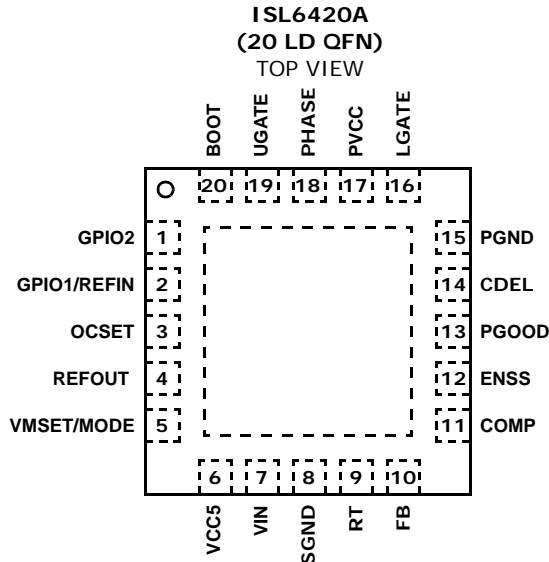 ISL6420A
(20 LD QFN)
TOP VIEW
BOOT
UGATE
PHASE
PVCC
LGATE
20 19 18 17 16
GPIO2 1 15 PGND
GPIO1/REFIN 2 14 CDEL
OCSET 3 13 PGOOD
REFOUT 4 12 ENSS
VMSET/MODE 5 11 COMP
6 7 8 9 10
VCC5
VIN
SGND
RT
FB